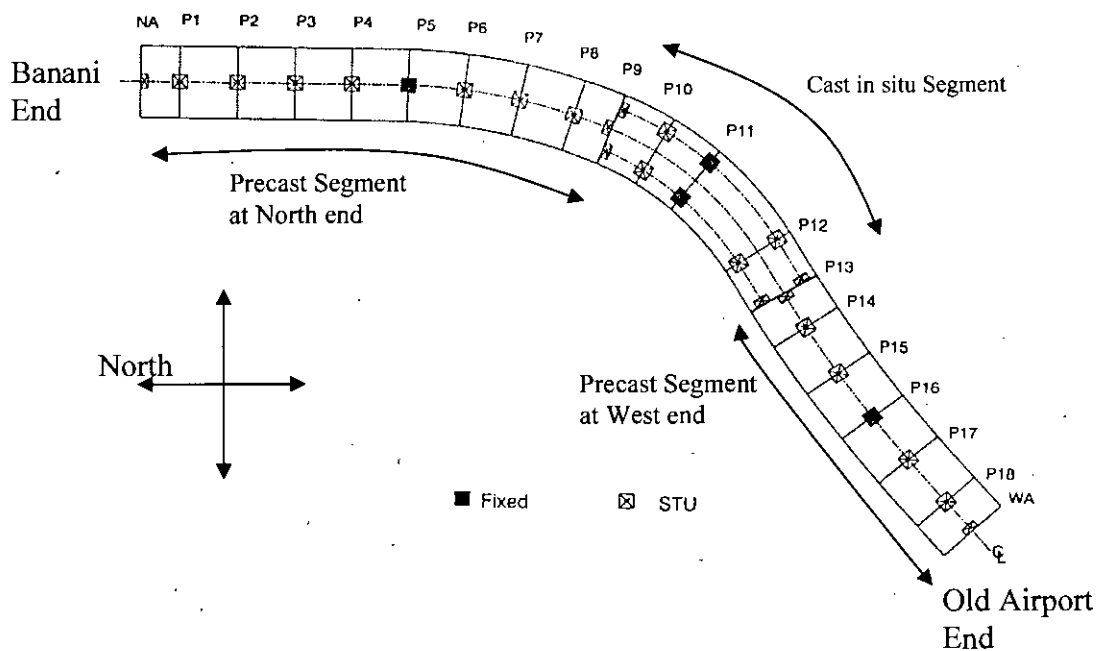 NA P1 P2 P3 P4 P5 P6 P7 P8 P9 P10 P11
Banani
End
Cast in situ Segment
Precast Segment
at North end
P12
P13
P14
North
P15
Precast Segment
at West end
P16
P17
P18
WA
Fixed
STU
℄
Old Airport
End